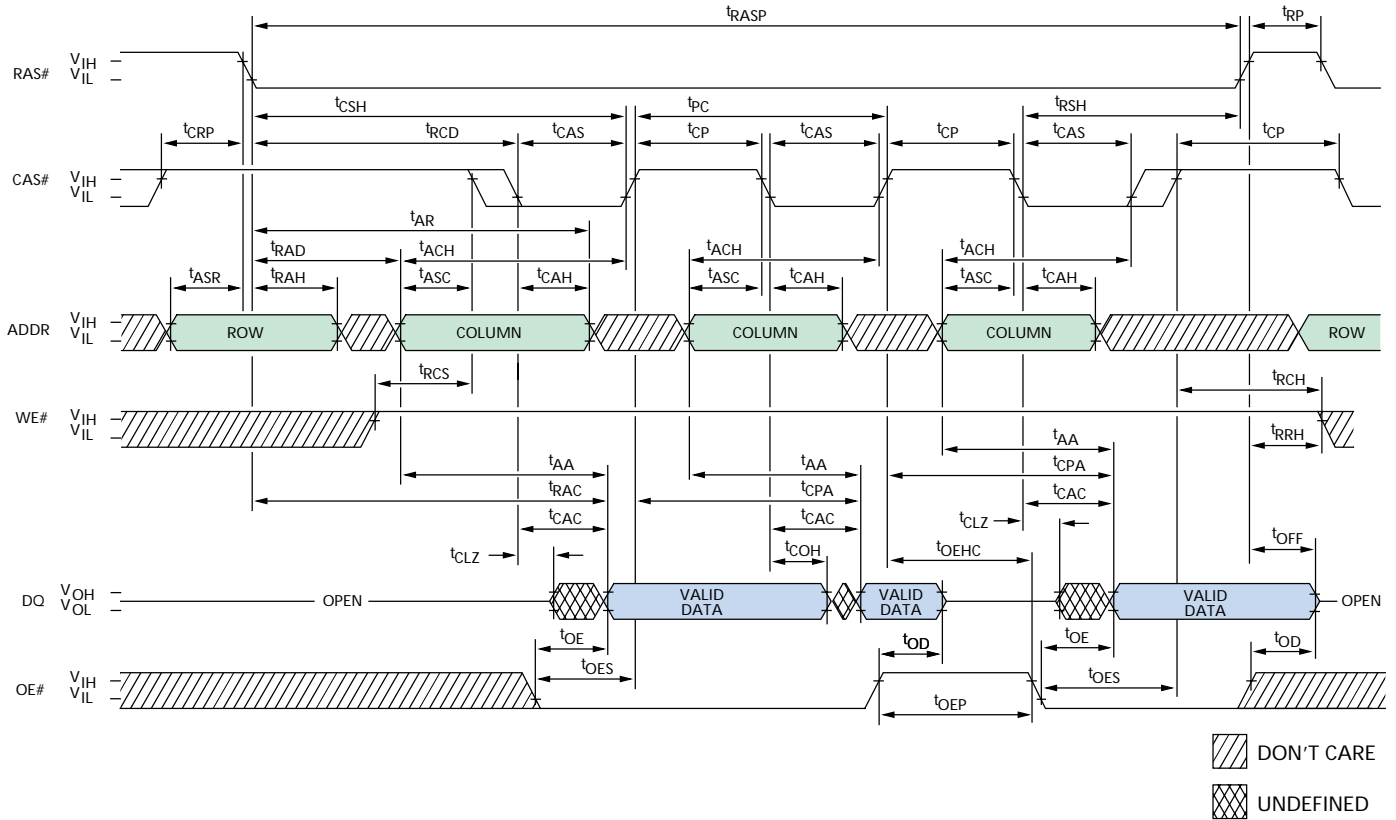 tRASP tRP
RAS# VIH
VIL
tCSH tPC tRSH
tCRP tRCD tCAS tCP tCAS tCP tCAS tCP
CAS# VIH
VIL
tAR
tRAD tACH tACH tACH
tASR tRAH tASC tCAH tASC tCAH tASC tCAH
ADDR VIH
VIL
ROW COLUMN COLUMN COLUMN ROW
tRCS tRCH
WE# VIH
VIL
tRRH
tAA tAA tAA
tRAC tCPA tCPA
tCAC tCAC tCAC
tCLZ tCOH tOEHC tCLZ tOFF
DQ VOH
VOL
OPEN VALID DATA VALID DATA VALID DATA OPEN
tOE tOD tOE tOD
tOES tOES
OE# VIH
VIL
tOEP
DON'T CARE
UNDEFINED